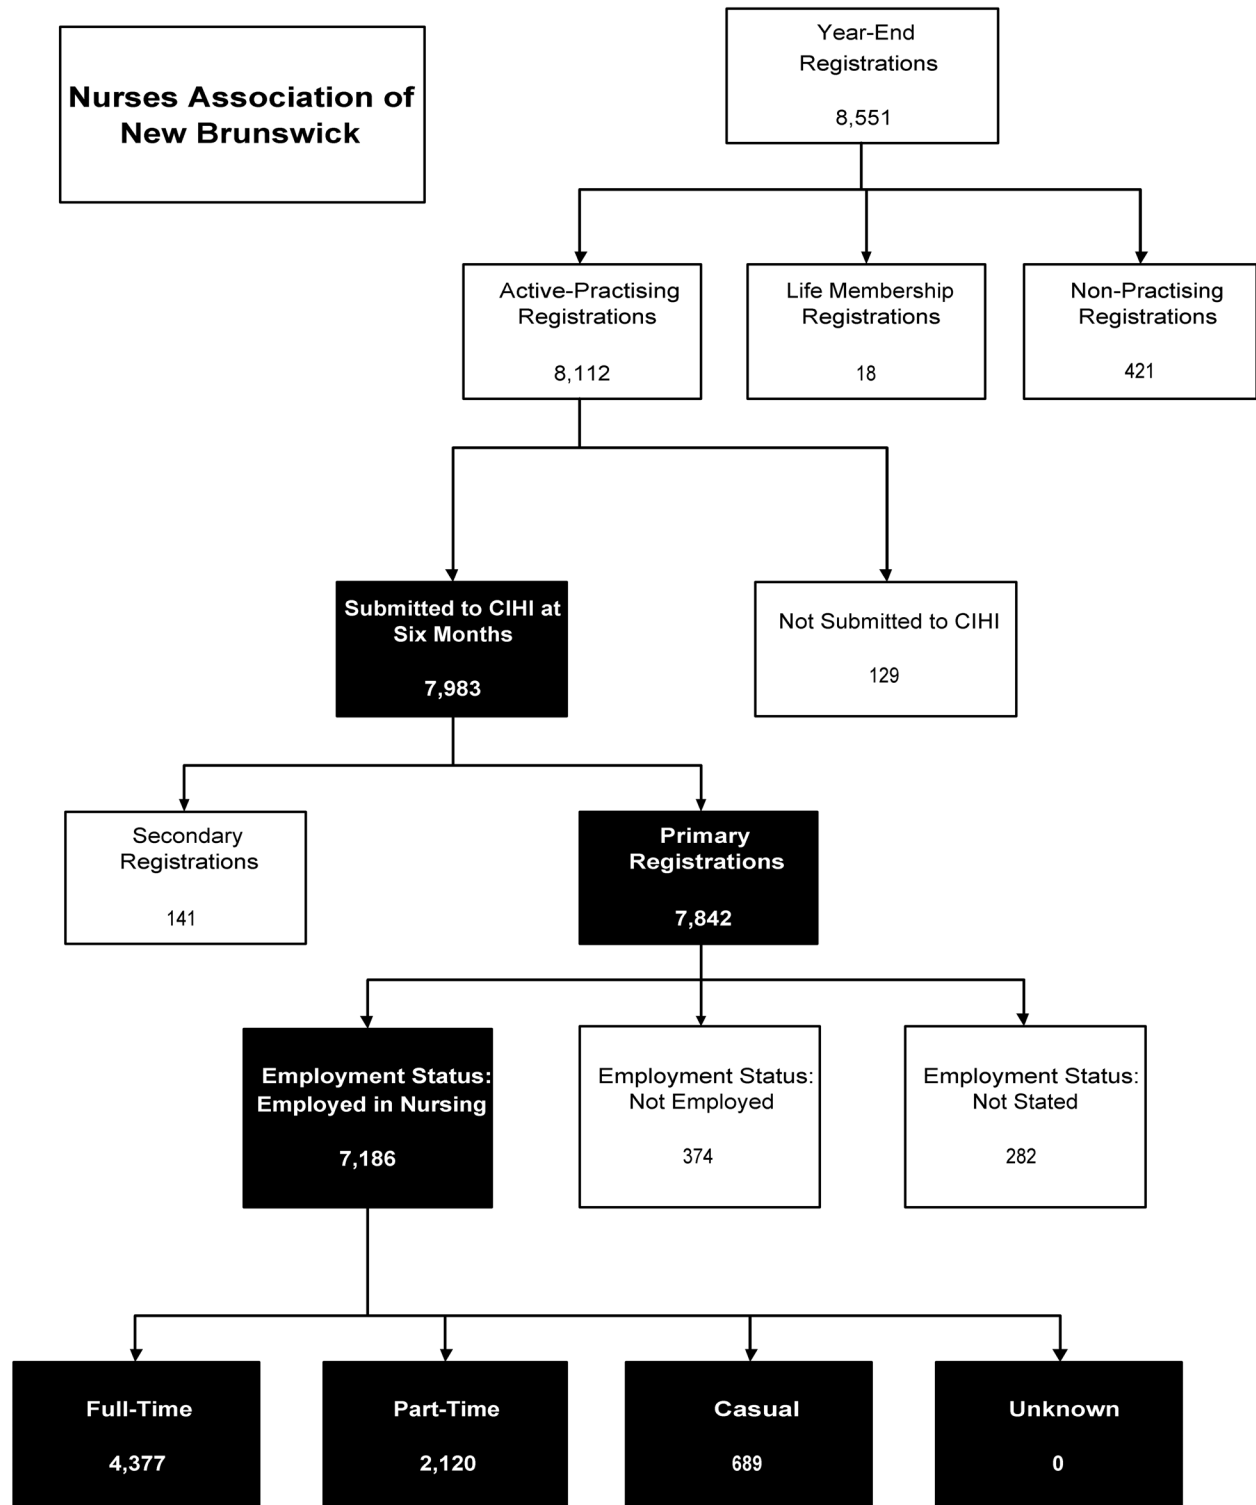 Nurses Association of
New Brunswick
Year-End
Registrations
8,551
Active-Practising
Registrations
8,112
Life Membership
Registrations
18
Non-Practising
Registrations
421
Submitted to CIHI at
Six Months
7,983
Not Submitted to CIHI
129
Secondary
Registrations
141
Primary
Registrations
7,842
Employment Status:
Employed in Nursing
7,186
Employment Status:
Not Employed
374
Employment Status:
Not Stated
282
Full-Time
4,377
Part-Time
2,120
Casual
689
Unknown
0